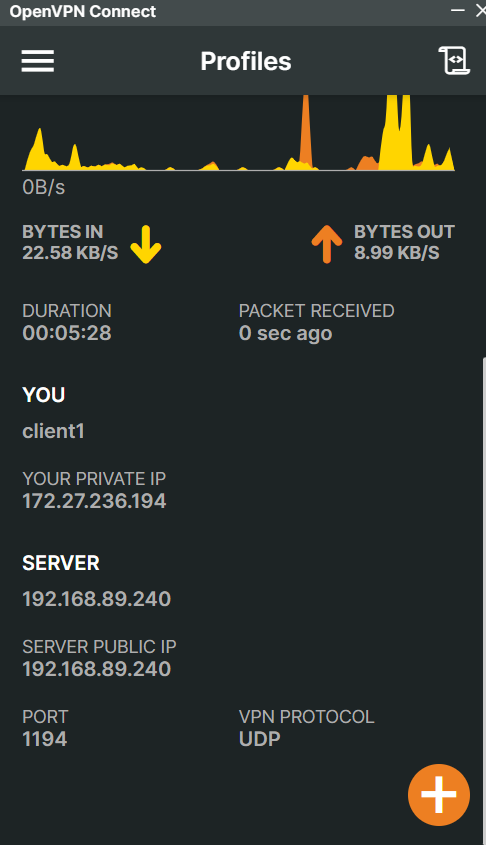 OpenVPN Connect
Profiles
0B/s
BYTES IN
22.58 KB/S
BYTES OUT
8.99 KB/S
DURATION
00:05:28
PACKET RECEIVED
0 sec ago
YOU
client1
YOUR PRIVATE IP
172.27.236.194
SERVER
192.168.89.240
SERVER PUBLIC IP
192.168.89.240
PORT
1194
VPN PROTOCOL
UDP